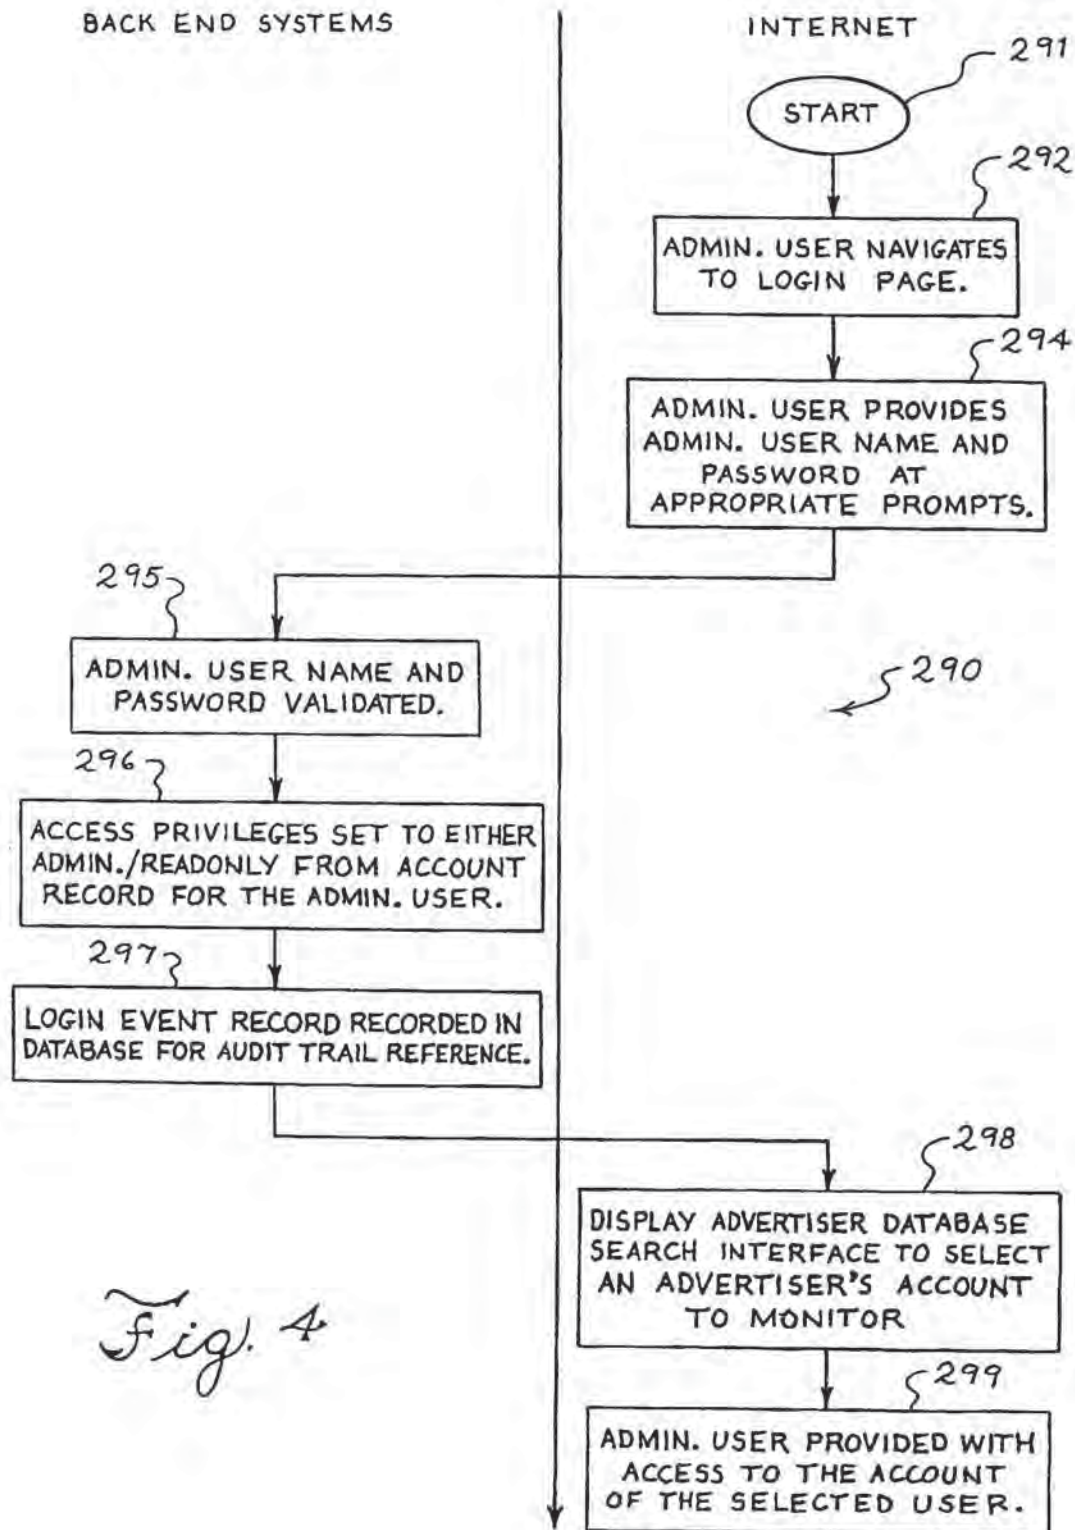 BACK END SYSTEMS
INTERNET
291
START
292
ADMIN. USER NAVIGATES
TO LOGIN PAGE.
294
ADMIN. USER PROVIDES
ADMIN. USER NAME AND
PASSWORD AT
APPROPRIATE PROMPTS.
295
ADMIN. USER NAME AND
PASSWORD VALIDATED.
290
296
ACCESS PRIVILEGES SET TO EITHER
ADMIN./READONLY FROM ACCOUNT
RECORD FOR THE ADMIN. USER.
297
LOGIN EVENT RECORD RECORDED IN
DATABASE FOR AUDIT TRAIL REFERENCE.
298
DISPLAY ADVERTISER DATABASE
SEARCH INTERFACE TO SELECT
AN ADVERTISER'S ACCOUNT
TO MONITOR
Fig. 4
299
ADMIN. USER PROVIDED WITH
ACCESS TO THE ACCOUNT
OF THE SELECTED USER.